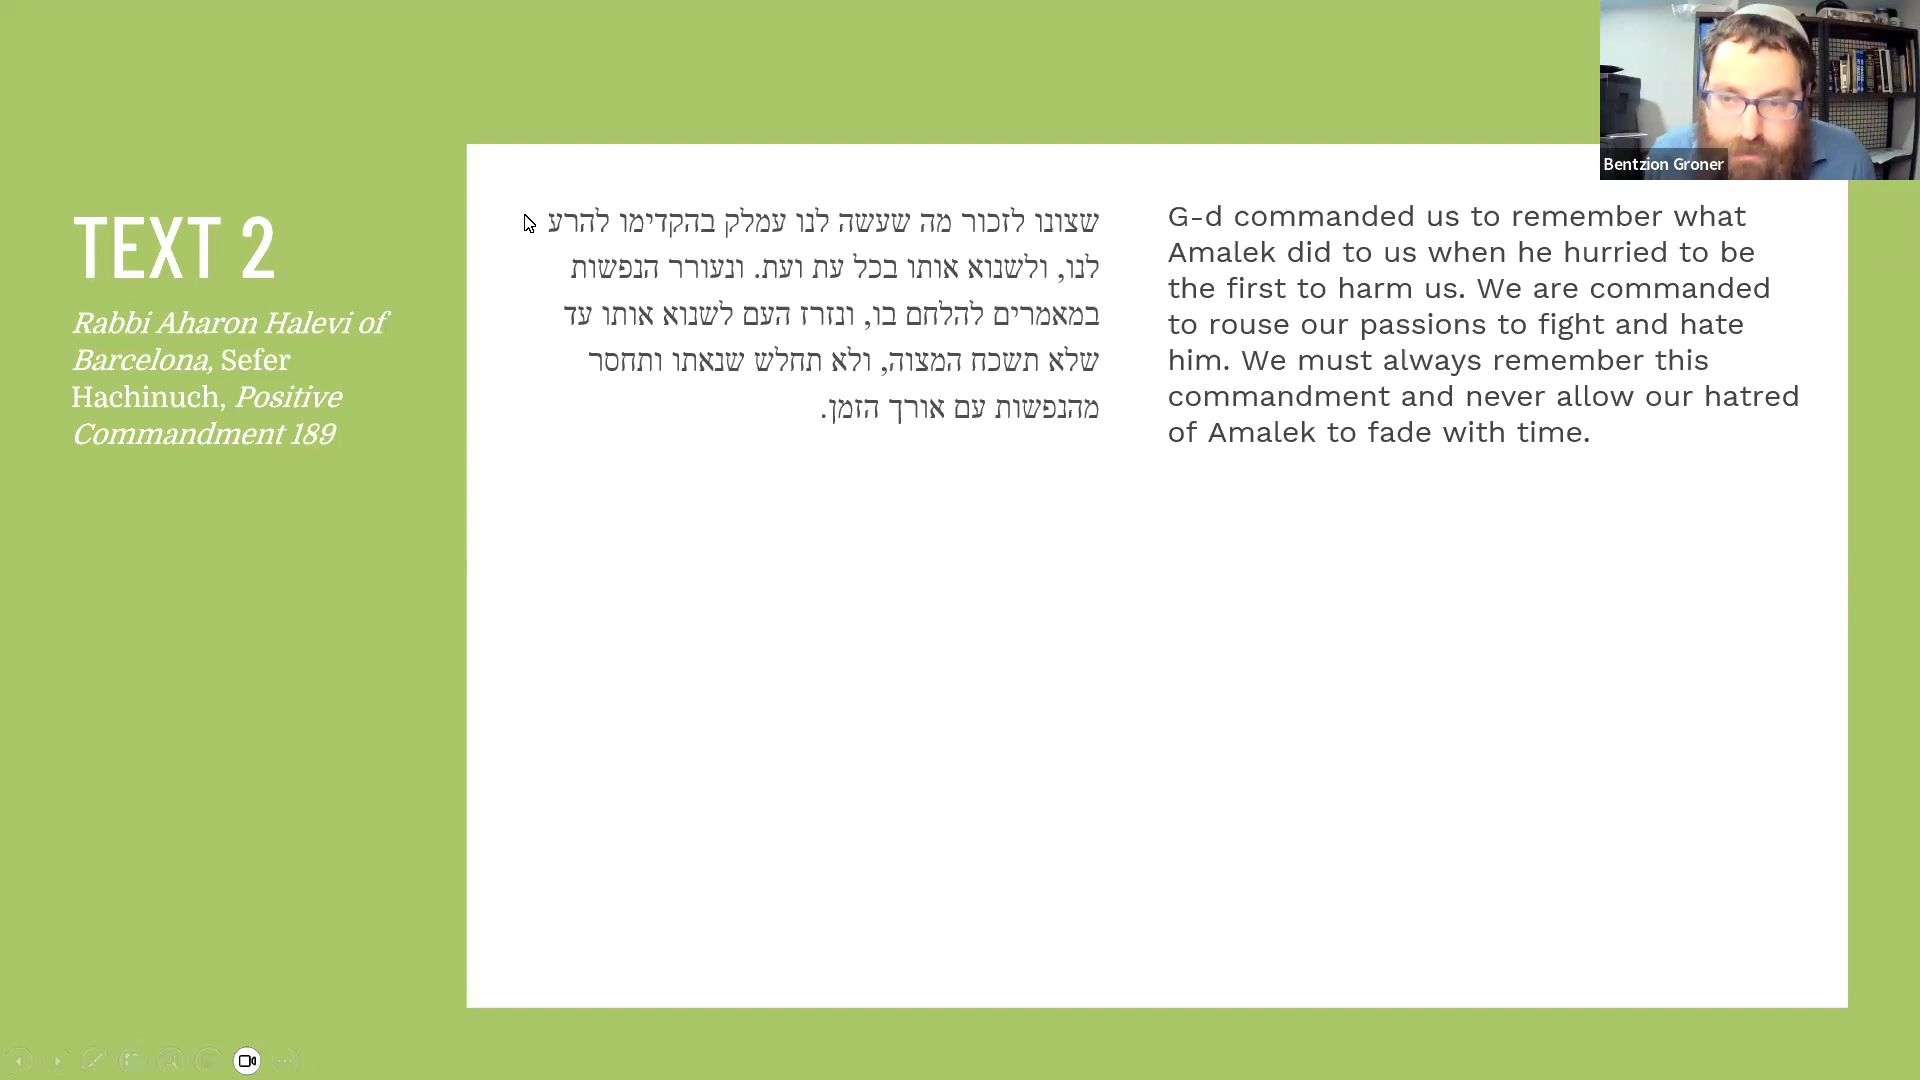 TEXT 2
Rabbi Aharon Halevi of
Barcelona, Sefer
Hachinuch, Positive
Commandment 189
שצונו לזכור מה שעשה לנו עמלק בהקדימו להרע
לנו, ולשנוא אותו בכל עת ועת. ונעורר הנפשות
במאמרים להלחם בו, ונזרז העם לשנוא אותו עד
שלא תשכח המצוה, ולא תחלש שנאתו ותחסר
מהנפשות עם אורך הזמן.
G-d commanded us to remember what
Amalek did to us when he hurried to be
the first to harm us. We are commanded
to rouse our passions to fight and hate
him. We must always remember this
commandment and never allow our hatred
of Amalek to fade with time.
Bentzion Groner